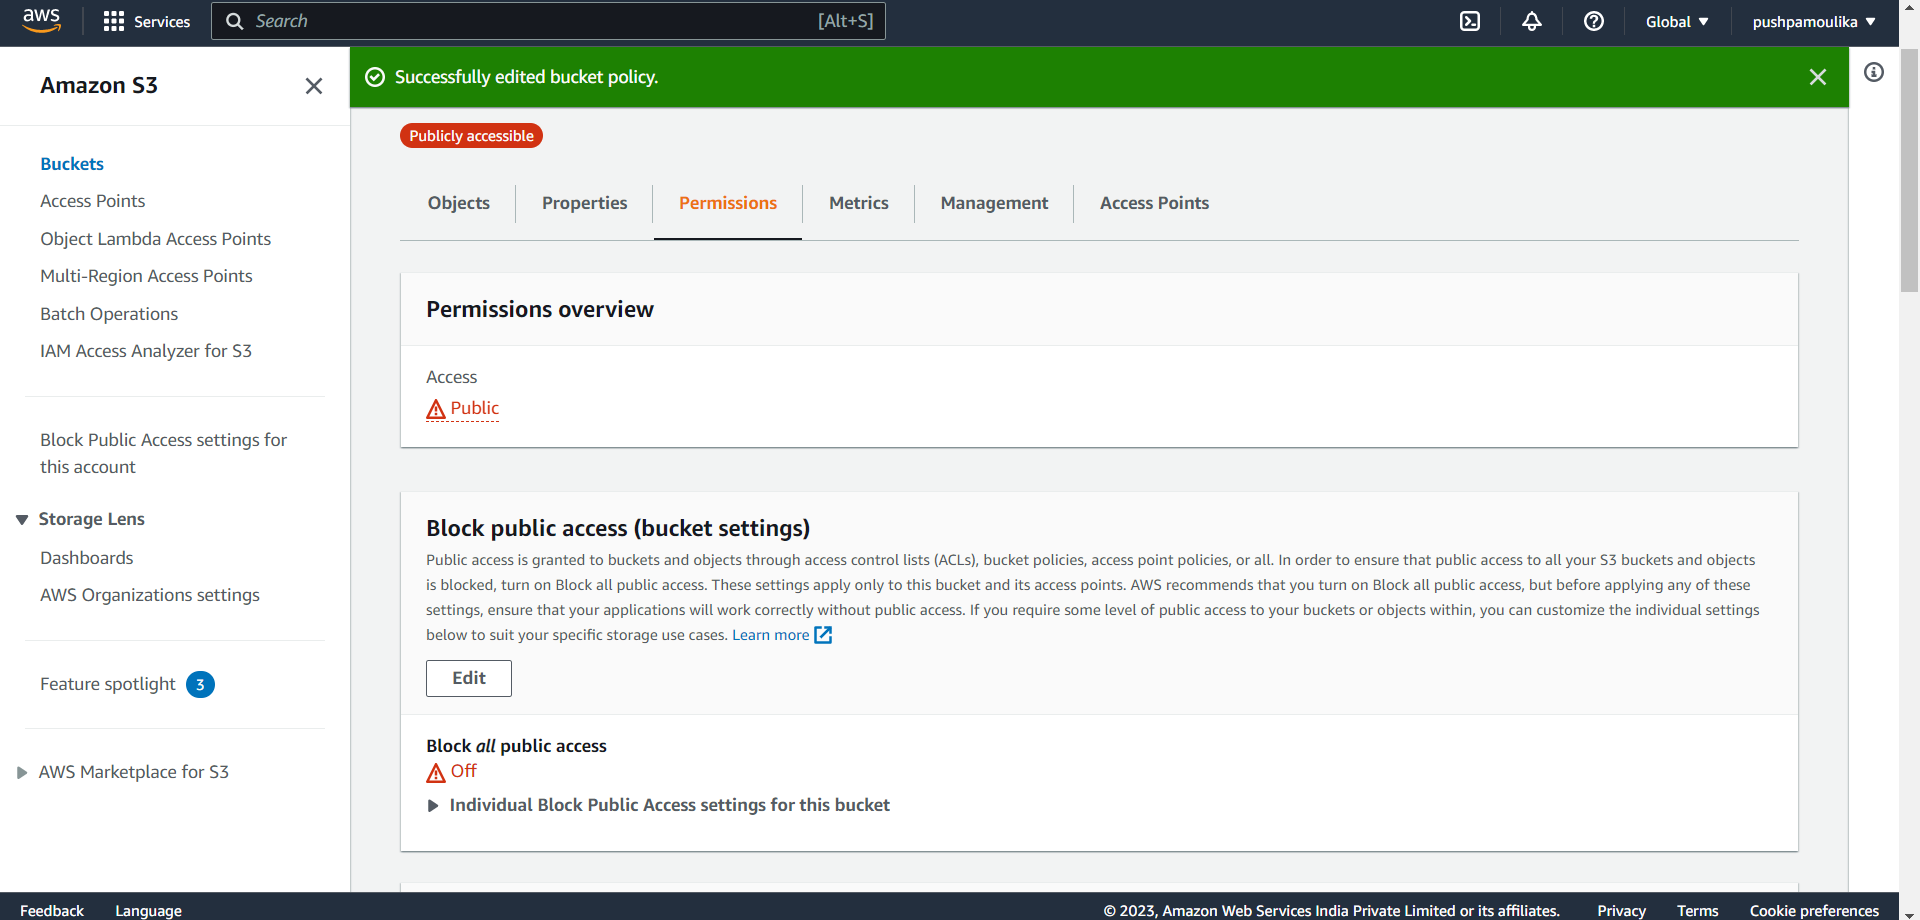 aws
Services
Search
[Alt+S]
Global
pushpamoulika
Amazon S3
Buckets
Access Points
Object Lambda Access Points
Multi-Region Access Points
Batch Operations
IAM Access Analyzer for S3
Block Public Access settings for
this account
Storage Lens
Dashboards
AWS Organizations settings
Feature spotlight 3
AWS Marketplace for S3
Successfully edited bucket policy.
Publicly accessible
Objects
Properties
Permissions
Metrics
Management
Access Points
Permissions overview
Access
Public
Block public access (bucket settings)
Public access is granted to buckets and objects through access control lists (ACLs), bucket policies, access point policies, or all. In order to ensure that public access to all your S3 buckets and objects
is blocked, turn on Block all public access. These settings apply only to this bucket and its access points. AWS recommends that you turn on Block all public access, but before applying any of these
settings, ensure that your applications will work correctly without public access. If you require some level of public access to your buckets or objects within, you can customize the individual settings
below to suit your specific storage use cases. Learn more
Edit
Block all public access
Off
Individual Block Public Access settings for this bucket
Feedback
Language
© 2023, Amazon Web Services India Private Limited or its affiliates.
Privacy
Terms
Cookie preferences